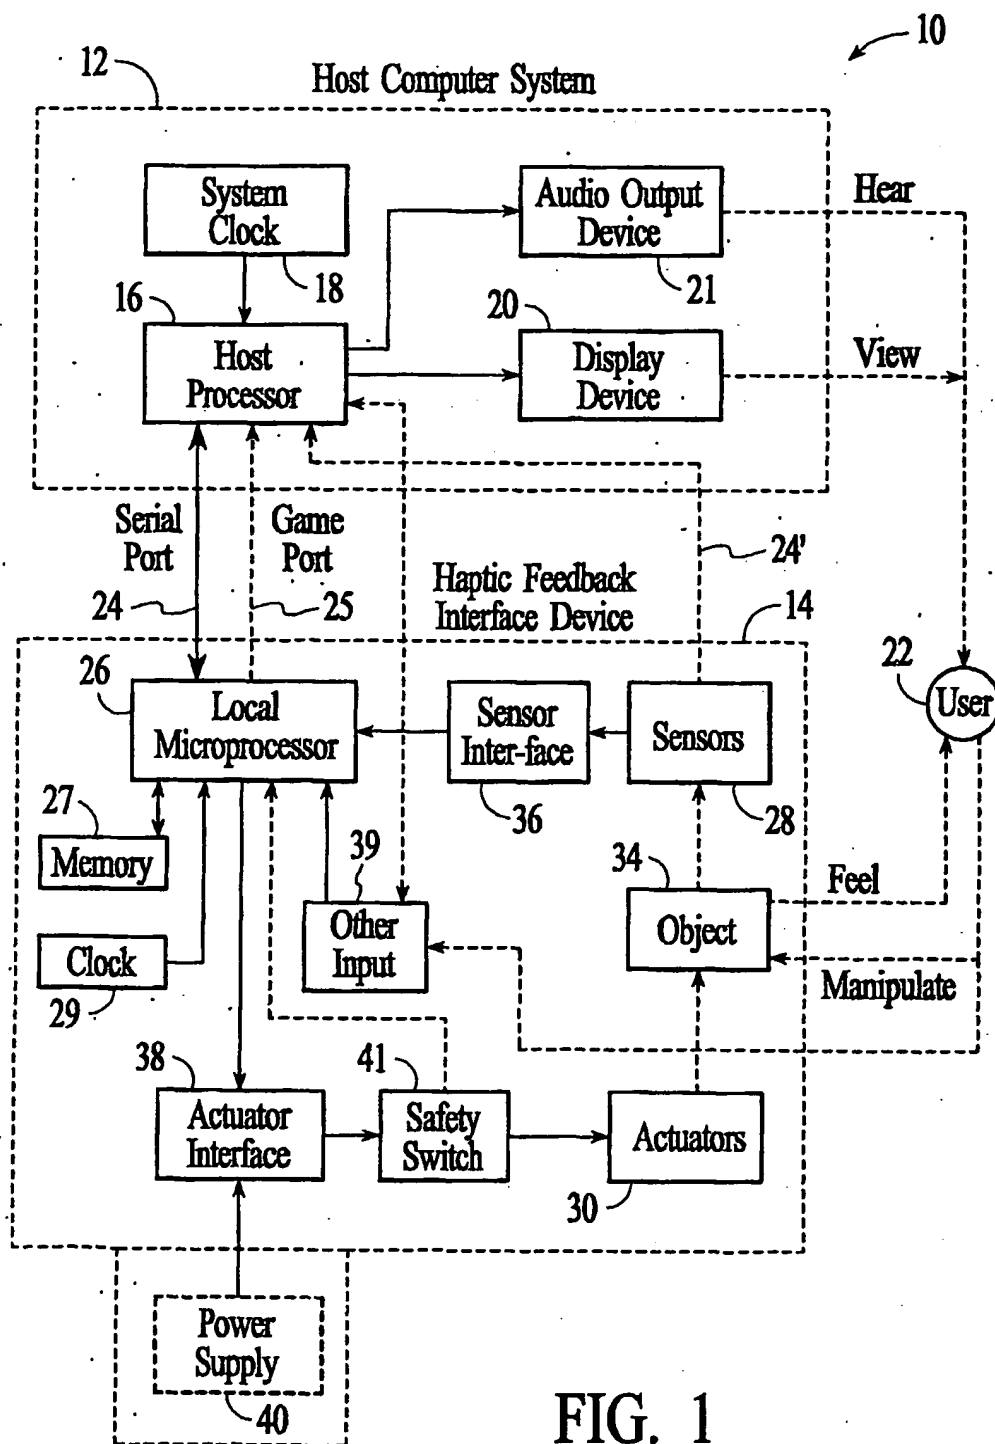 10
12
Host Computer System
System
Clock
18
Audio Output
Device
21
Hear
16
Host
Processor
20
Display
Device
View
Serial
Port
24
Game
Port
25
24'
Haptic Feedback
Interface Device
14
26
Local
Microprocessor
Sensor
Inter-face
36
Sensors
28
22
User
27
Memory
39
Other
Input
34
Object
Feel
Clock
29
Manipulate
38
Actuator
Interface
41
Safety
Switch
Actuators
30
Power
Supply
40
FIG. 1